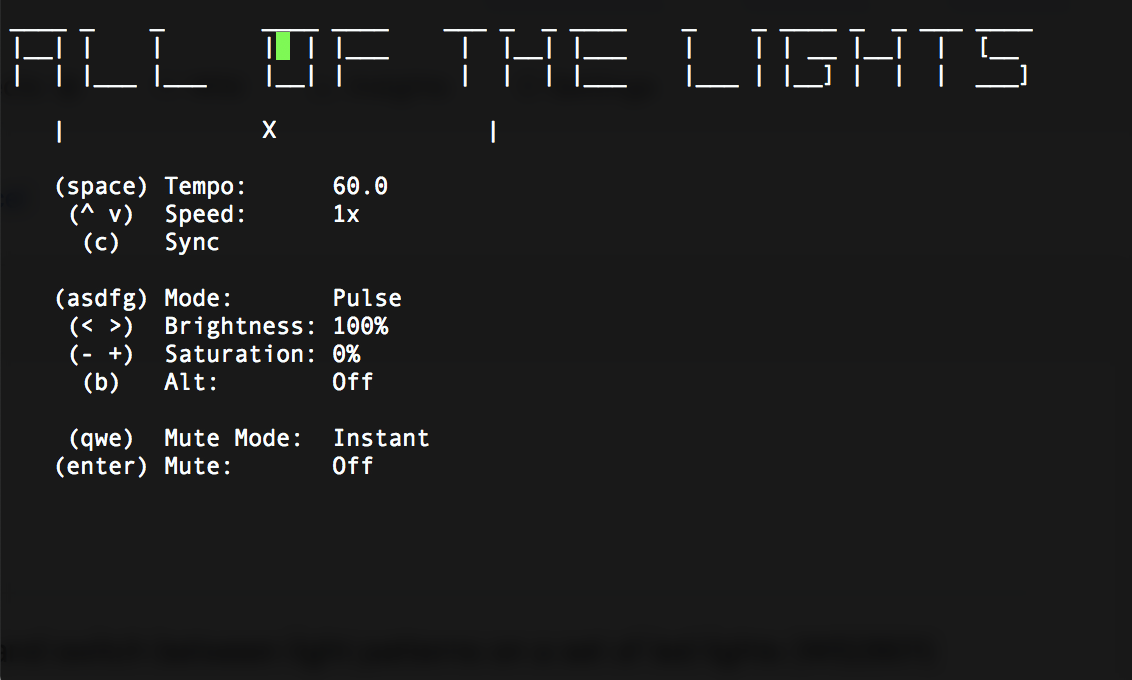 ALL OF THE LIGHTS
| X |
(space) Tempo: 60.0
(^ v) Speed: 1x
(c) Sync
(asdfg) Mode: Pulse
(< >) Brightness: 100%
(- +) Saturation: 0%
(b) Alt: Off
(qwe) Mute Mode: Instant
(enter) Mute: Off